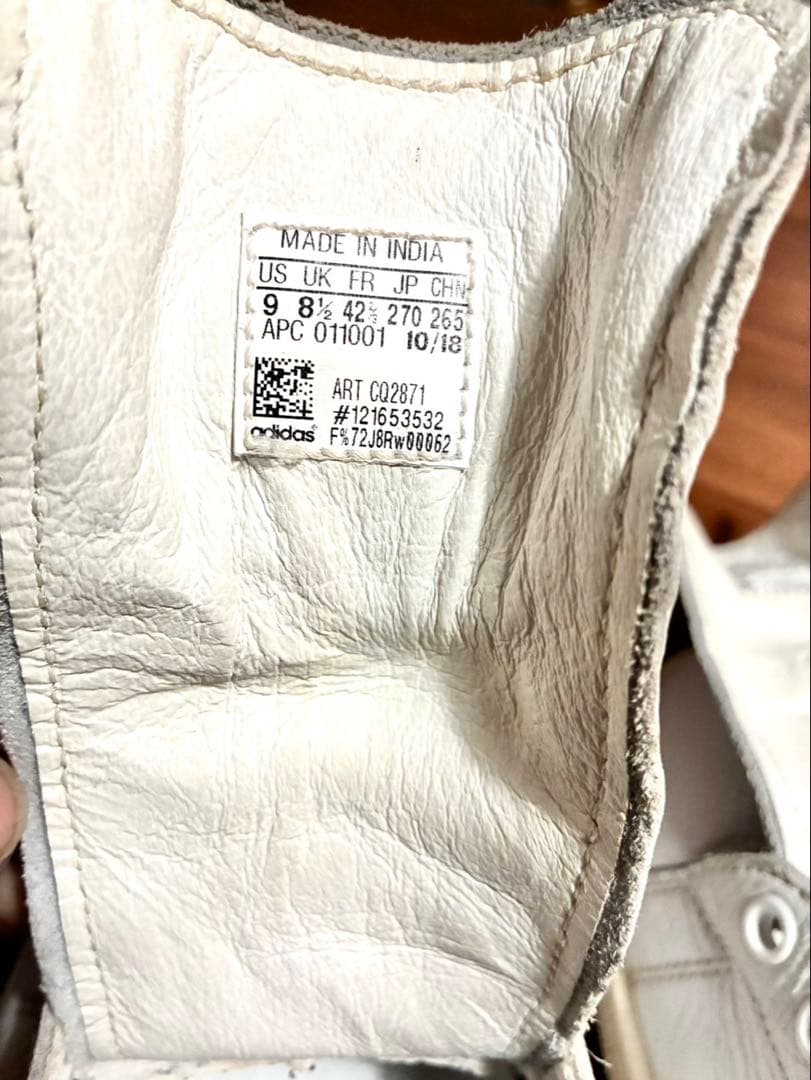 MADE IN INDIA
US UK FR JP CHN
9 8½ 42⅔ 270 265
APC 011001 10/18
ART CQ2871
#121653532
adidas® F%72J8Rw00062